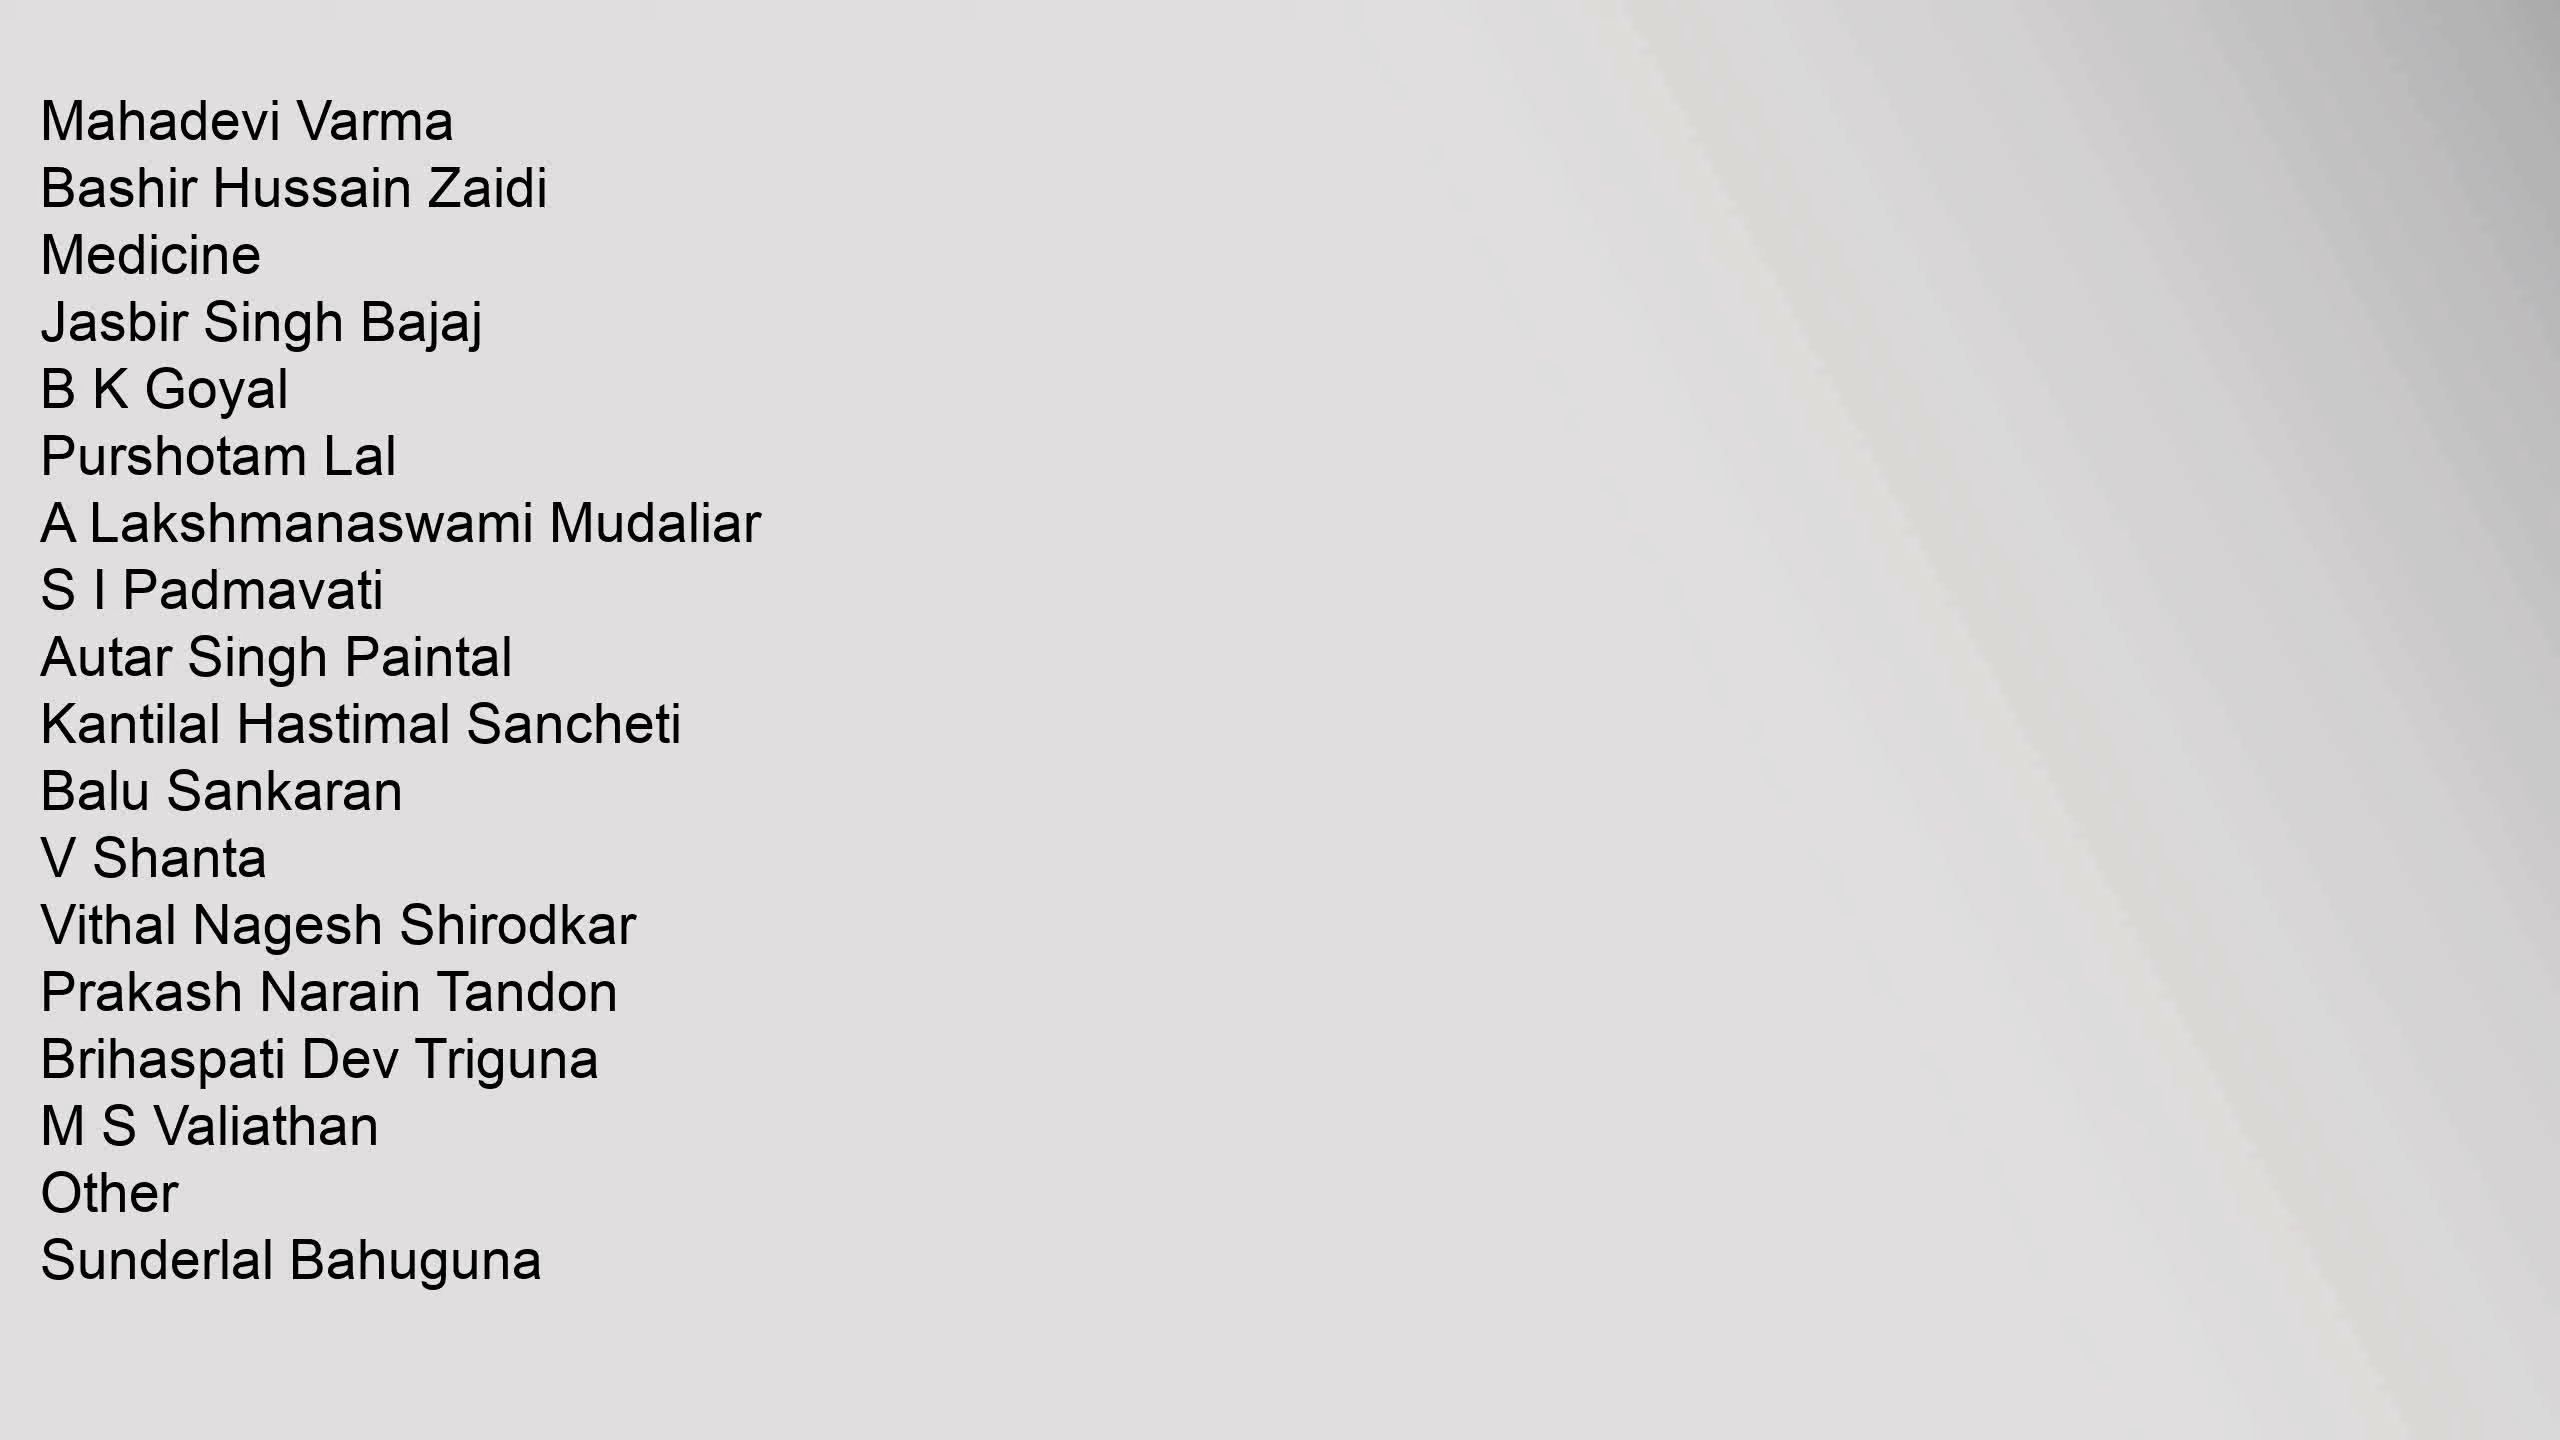 Mahadevi Varma
Bashir Hussain Zaidi
Medicine
Jasbir Singh Bajaj
B K Goyal
Purshotam Lal
A Lakshmanaswami Mudaliar
S I Padmavati
Autar Singh Paintal
Kantilal Hastimal Sancheti
Balu Sankaran
V Shanta
Vithal Nagesh Shirodkar
Prakash Narain Tandon
Brihaspati Dev Triguna
M S Valiathan
Other
Sunderlal Bahuguna